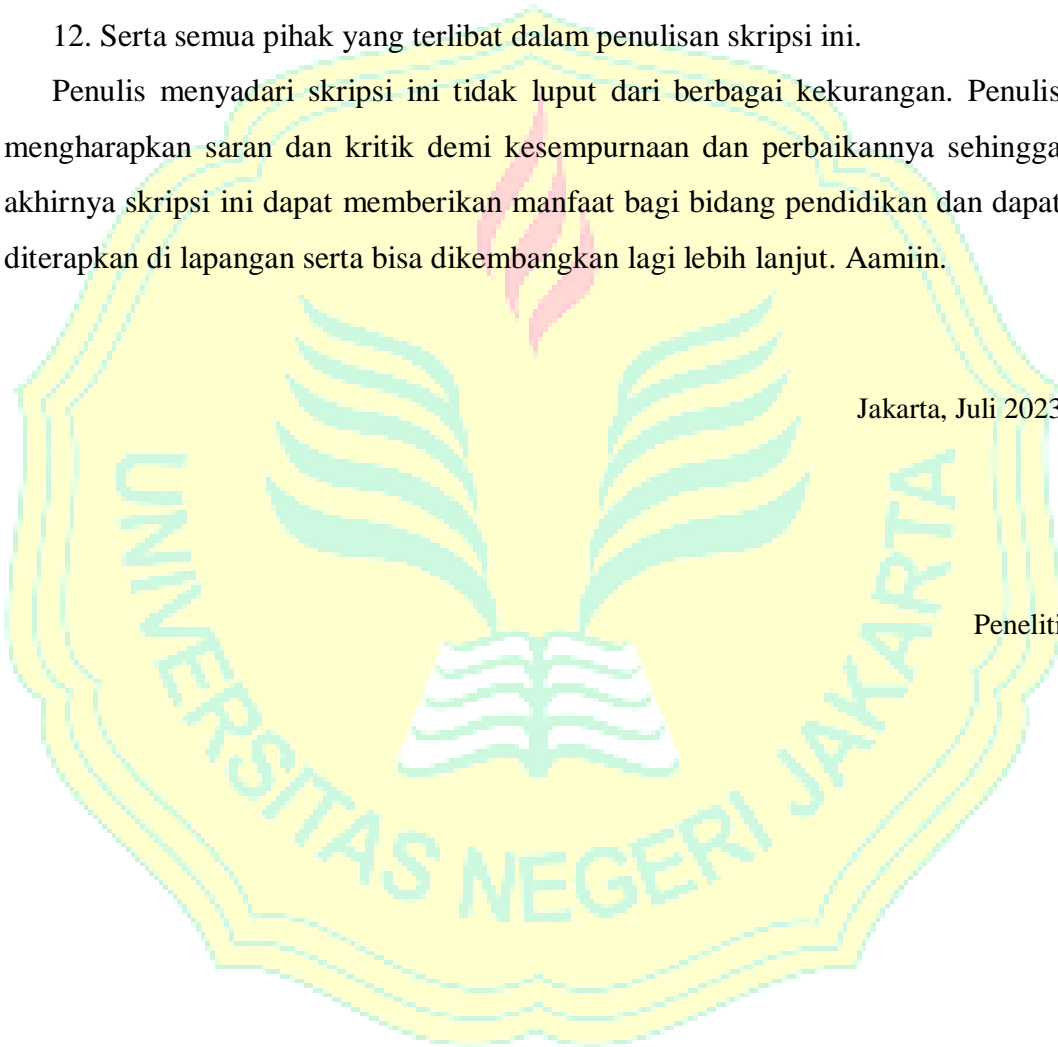 12. Serta semua pihak yang terlibat dalam penulisan skripsi ini.
Penulis menyadari skripsi ini tidak luput dari berbagai kekurangan. Penulis
mengharapkan saran dan kritik demi kesempurnaan dan perbaikannya sehingga
akhirnya skripsi ini dapat memberikan manfaat bagi bidang pendidikan dan dapat
diterapkan di lapangan serta bisa dikembangkan lagi lebih lanjut. Aamiin.
Jakarta, Juli 2023
Peneliti
UNIVERSITAS NEGERI JAKARTA